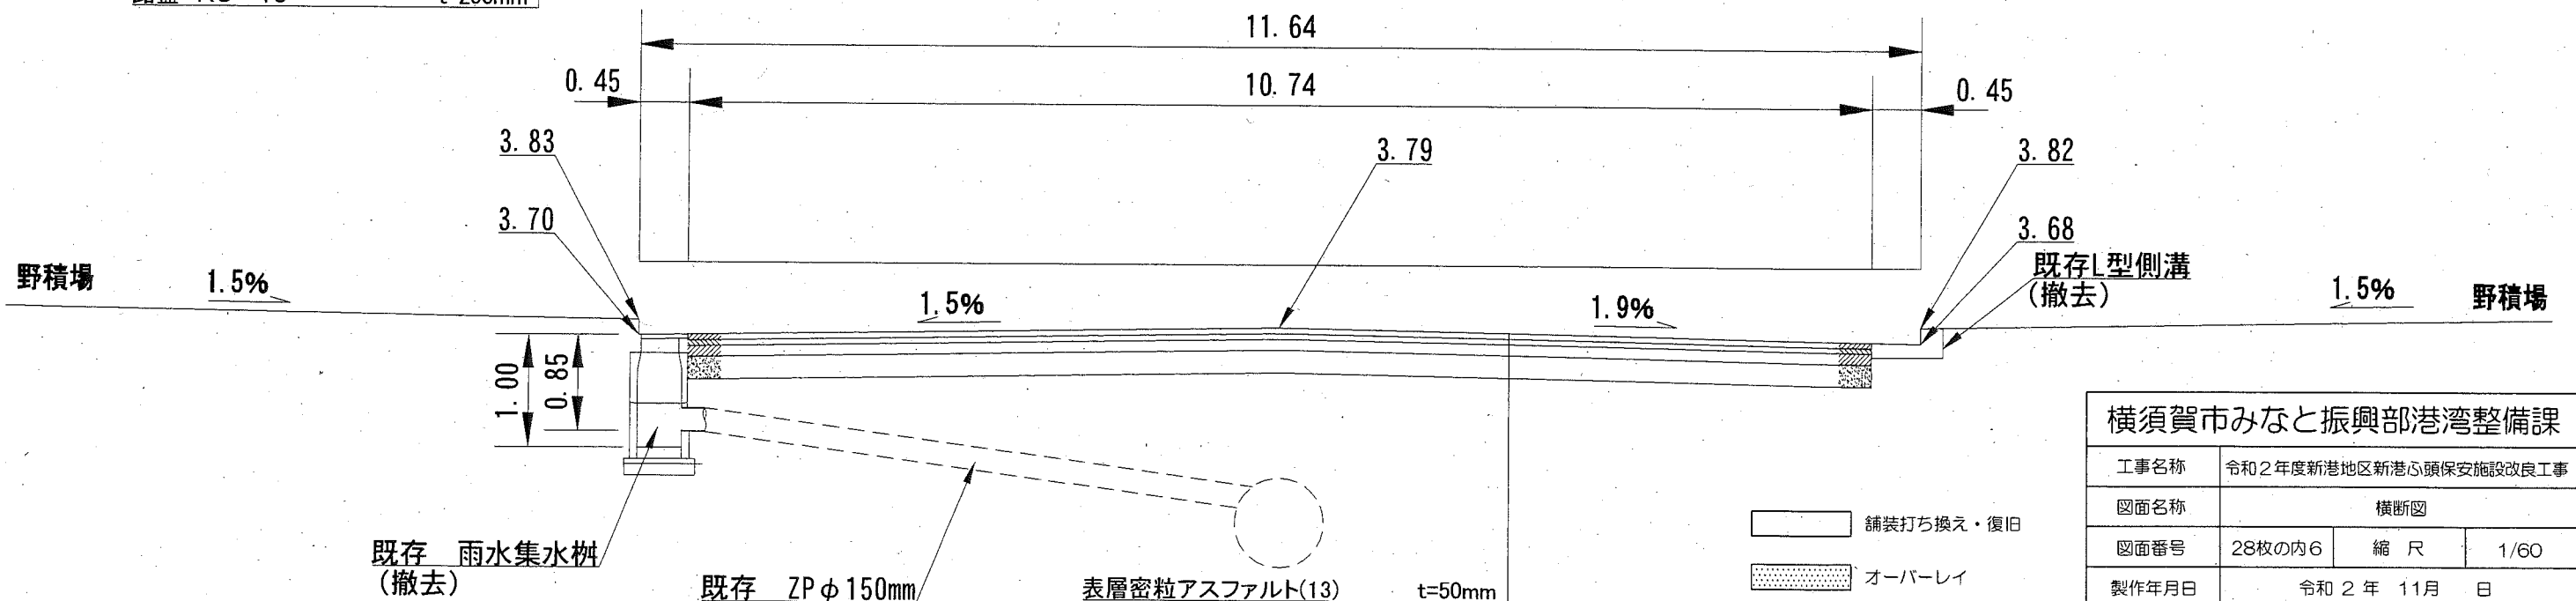 11.64
0.45
10.74
0.45
3.83
3.79
3.82
3.70
3.68
野積場
1.5%
1.5%
1.9%
既存L型側溝
(撤去)
1.5%
野積場
1.00
0.85
既存 雨水集水桝
(撤去)
既存 ZPφ150mm
表層密粒アスファルト(13) t=50mm
舗装打ち換え・復旧
オーバーレイ
横須賀市みなと振興部港湾整備課
工事名称 令和2年度新港地区新港ふ頭保安施設改良工事
図面名称 横断図
図面番号 28枚の内6 縮尺 1/60
製作年月日 令和 2 年 11月 日